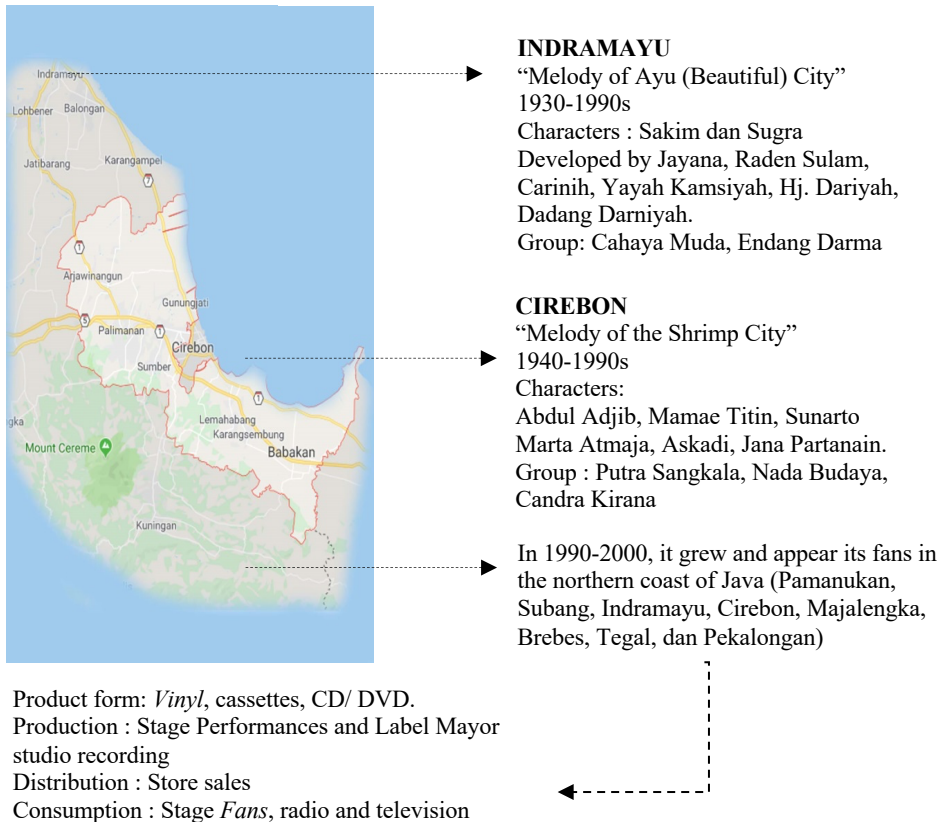 Indramayu
Lohbener Balongan
Jatibarang
Karangampel
7
1
Arjawinangun
Gunungjati
5
Palimanan
1
Cirebon
Sumber
1
Lemahabang
Karangsembung
Babakan
gka
Mount Cereme
Kuningan
INDRAMAYU
“Melody of Ayu (Beautiful) City”
1930-1990s
Characters : Sakim dan Sugra
Developed by Jayana, Raden Sulam,
Carinih, Yayah Kamsiyah, Hj. Dariyah,
Dadang Darniyah.
Group: Cahaya Muda, Endang Darma
CIREBON
“Melody of the Shrimp City”
1940-1990s
Characters:
Abdul Adjib, Mamae Titin, Sunarto
Marta Atmaja, Askadi, Jana Partanain.
Group : Putra Sangkala, Nada Budaya,
Candra Kirana
In 1990-2000, it grew and appear its fans in
the northern coast of Java (Pamanukan,
Subang, Indramayu, Cirebon, Majalengka,
Brebes, Tegal, dan Pekalongan)
Product form: Vinyl, cassettes, CD/ DVD.
Production : Stage Performances and Label Mayor
studio recording
Distribution : Store sales
Consumption : Stage Fans, radio and television